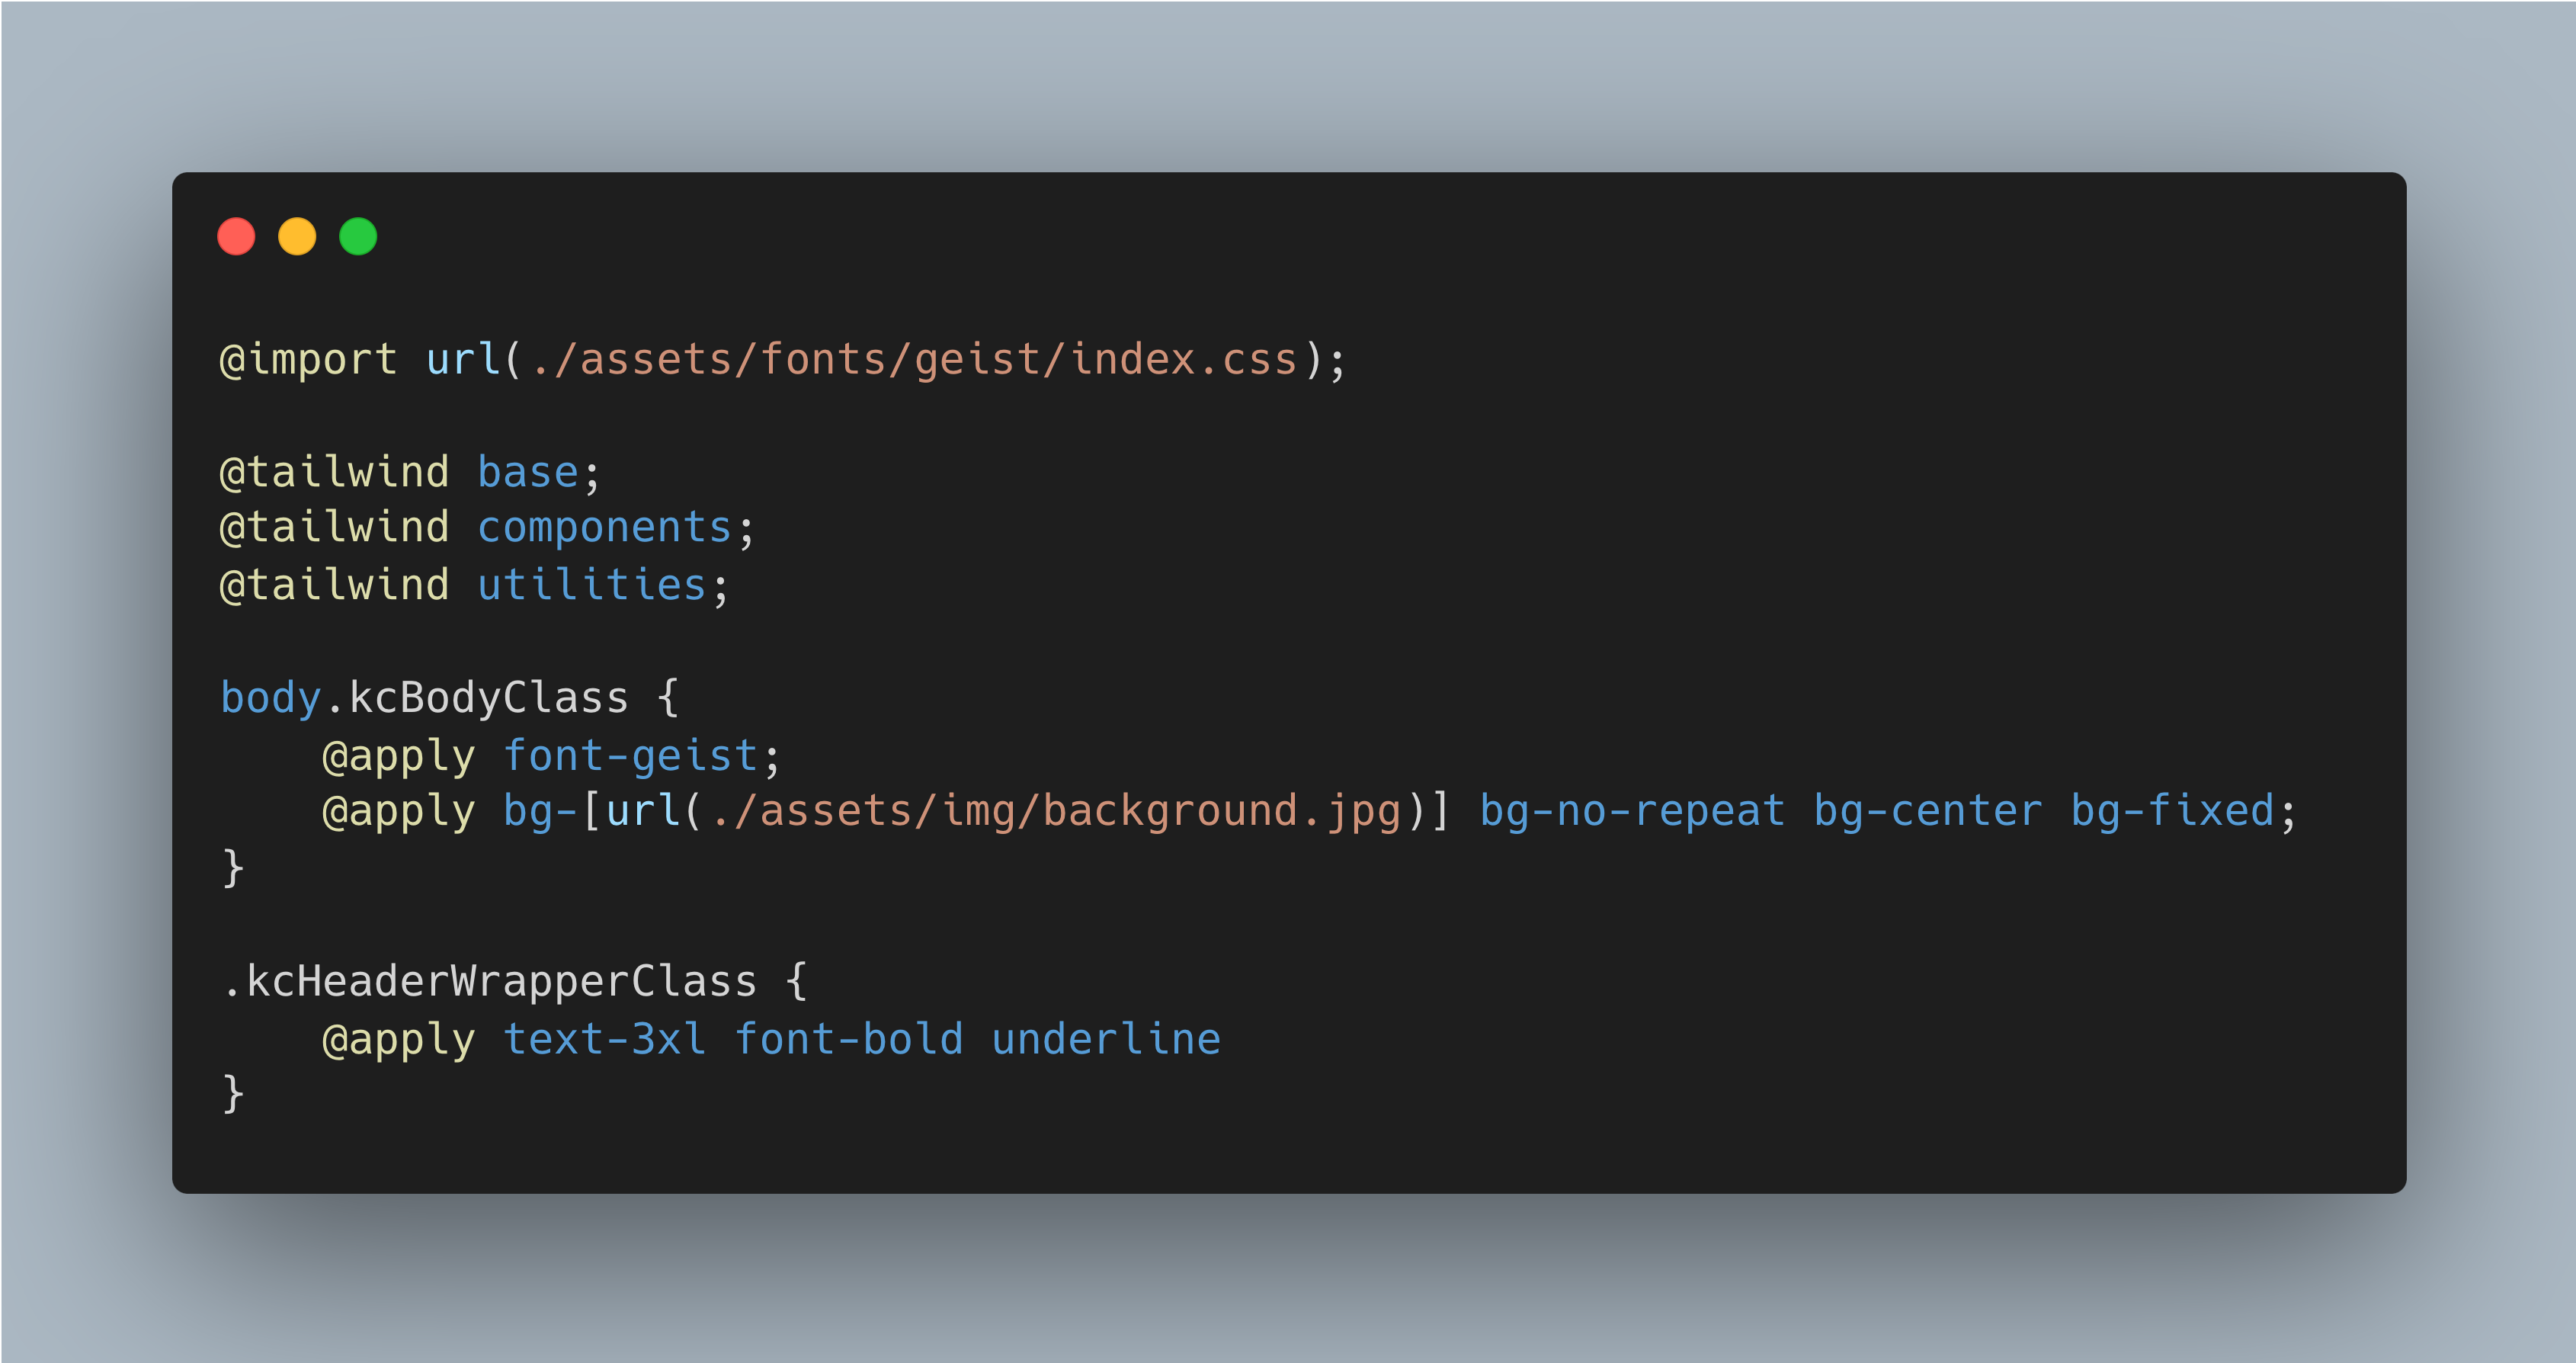 @import url(./assets/fonts/geist/index.css);
@tailwind base;
@tailwind components;
@tailwind utilities;
body.kcBodyClass {
    @apply font-geist;
    @apply bg-[url(./assets/img/background.jpg)] bg-no-repeat bg-center bg-fixed;
}
.kcHeaderWrapperClass {
    @apply text-3xl font-bold underline
}